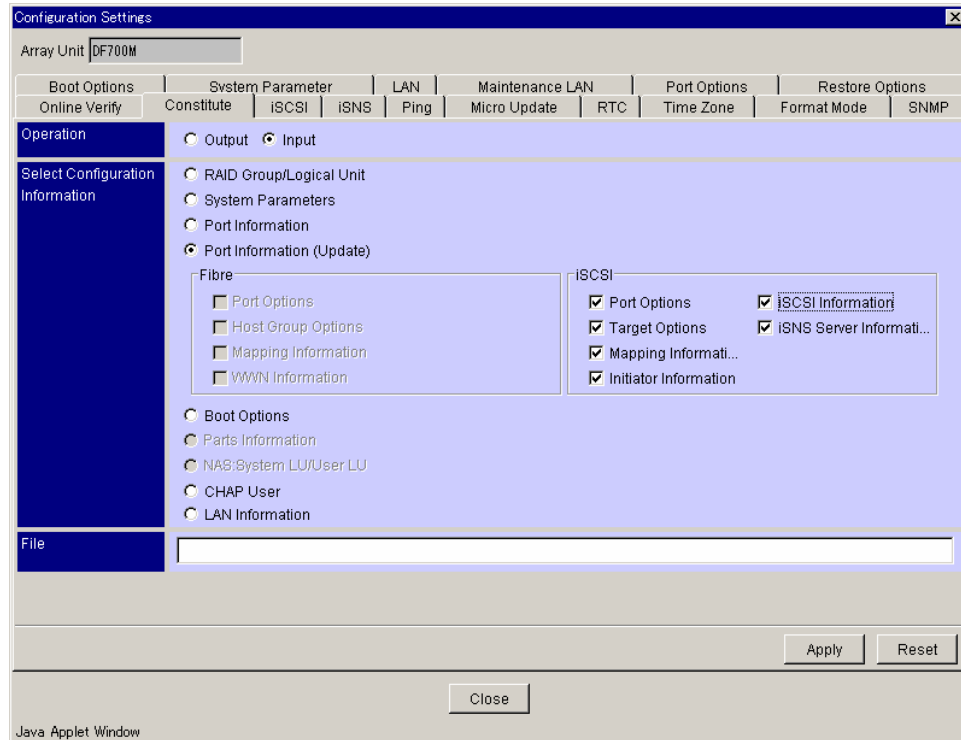 Configuration Settings
Array Unit DF700M
Boot Options System Parameter LAN Maintenance LAN Port Options Restore Options
Online Verify Constitute iSCSI iSNS Ping Micro Update RTC Time Zone Format Mode SNMP
Operation Output Input
Select Configuration Information
RAID Group/Logical Unit
System Parameters
Port Information
Port Information (Update)
Fibre
Port Options
Host Group Options
Mapping Information
WWN Information
iSCSI
Port Options iSCSI Information
Target Options iSNS Server Informati...
Mapping Informati...
Initiator Information
Boot Options
Parts Information
NAS:System LU/User LU
CHAP User
LAN Information
File
Apply Reset
Close
Java Applet Window